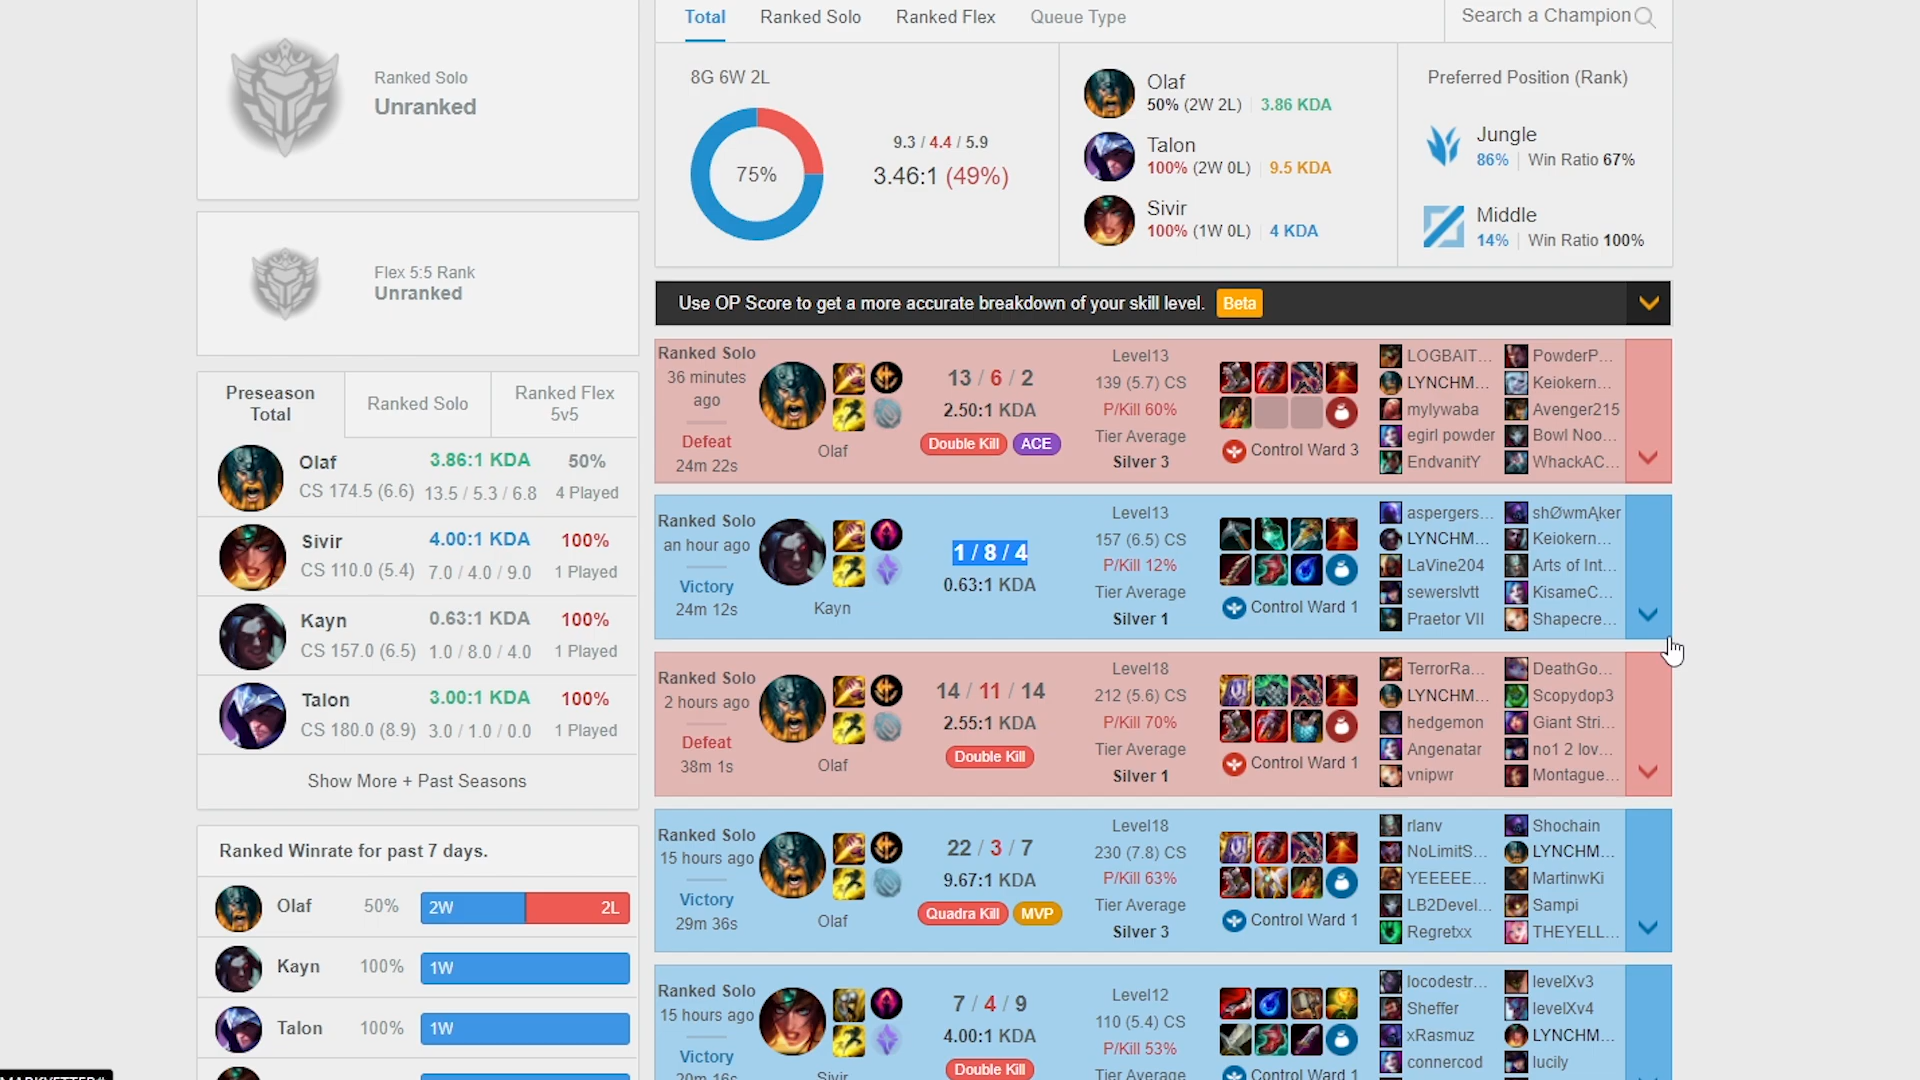 Ranked Solo
Unranked
Flex 5:5 Rank
Unranked
Preseason Total
Ranked Solo
Ranked Flex 5v5
Olaf 3.86:1 KDA 50%
CS 174.5 (6.6) 13.5 / 5.3 / 6.8 4 Played
Sivir 4.00:1 KDA 100%
CS 110.0 (5.4) 7.0 / 4.0 / 9.0 1 Played
Kayn 0.63:1 KDA 100%
CS 157.0 (6.5) 1.0 / 8.0 / 4.0 1 Played
Talon 3.00:1 KDA 100%
CS 180.0 (8.9) 3.0 / 1.0 / 0.0 1 Played
Show More + Past Seasons
Ranked Winrate for past 7 days.
Olaf 50% 2W 2L
Kayn 100% 1W
Talon 100% 1W
Total Ranked Solo Ranked Flex Queue Type
Search a Champion
8G 6W 2L
75%
9.3 / 4.4 / 5.9
3.46:1 (49%)
Olaf
50% (2W 2L) 3.86 KDA
Talon
100% (2W 0L) 9.5 KDA
Sivir
100% (1W 0L) 4 KDA
Preferred Position (Rank)
Jungle
86% Win Ratio 67%
Middle
14% Win Ratio 100%
Use OP Score to get a more accurate breakdown of your skill level. Beta
Ranked Solo
36 minutes
ago
Defeat
24m 22s
Olaf
13 / 6 / 2
2.50:1 KDA
Double Kill ACE
Level13
139 (5.7) CS
P/Kill 60%
Tier Average
Silver 3
Control Ward 3
LOGBAIT... PowderP...
LYNCHM... Keiokern...
mylywaba Avenger215
egirl powder Bowl Noo...
EndvanitY WhackAC...
Ranked Solo
an hour ago
Victory
24m 12s
Kayn
1 / 8 / 4
0.63:1 KDA
Level13
157 (6.5) CS
P/Kill 12%
Tier Average
Silver 1
Control Ward 1
aspergers... shØwmĄker
LYNCHM... Keiokern...
LaVine204 Arts of Int...
sewerslvtt KisameC...
Praetor VII Shapecre...
Ranked Solo
2 hours ago
Defeat
38m 1s
Olaf
14 / 11 / 14
2.55:1 KDA
Double Kill
Level18
212 (5.6) CS
P/Kill 70%
Tier Average
Silver 1
Control Ward 1
TerrorRa... DeathGo...
LYNCHM... Scopydop3
hedgemon Giant Stri...
Angenatar no1 2 lov...
vnipwr Montague...
Ranked Solo
15 hours ago
Victory
29m 36s
Olaf
22 / 3 / 7
9.67:1 KDA
Quadra Kill MVP
Level18
230 (7.8) CS
P/Kill 63%
Tier Average
Silver 3
Control Ward 1
rlanv Shochain
NoLimitS... LYNCHM...
YEEEEE... MartinwKi
LB2Devel... Sampi
Regretxx THEYELL...
Ranked Solo
15 hours ago
Victory
20m 16s
Sivir
7 / 4 / 9
4.00:1 KDA
Double Kill
Level12
110 (5.4) CS
P/Kill 53%
Tier Average
Control Ward 1
locodestr... levelXv3
Sheffer levelXv4
xRasmuz LYNCHM...
connercod lucily